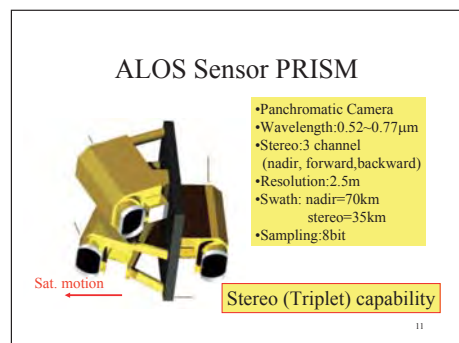 ALOS Sensor PRISM
•Panchromatic Camera
•Wavelength:0.52~0.77μm
•Stereo:3 channel
(nadir, forward,backward)
•Resolution:2.5m
•Swath: nadir=70km
stereo=35km
•Sampling:8bit
Sat. motion
Stereo (Triplet) capability
11